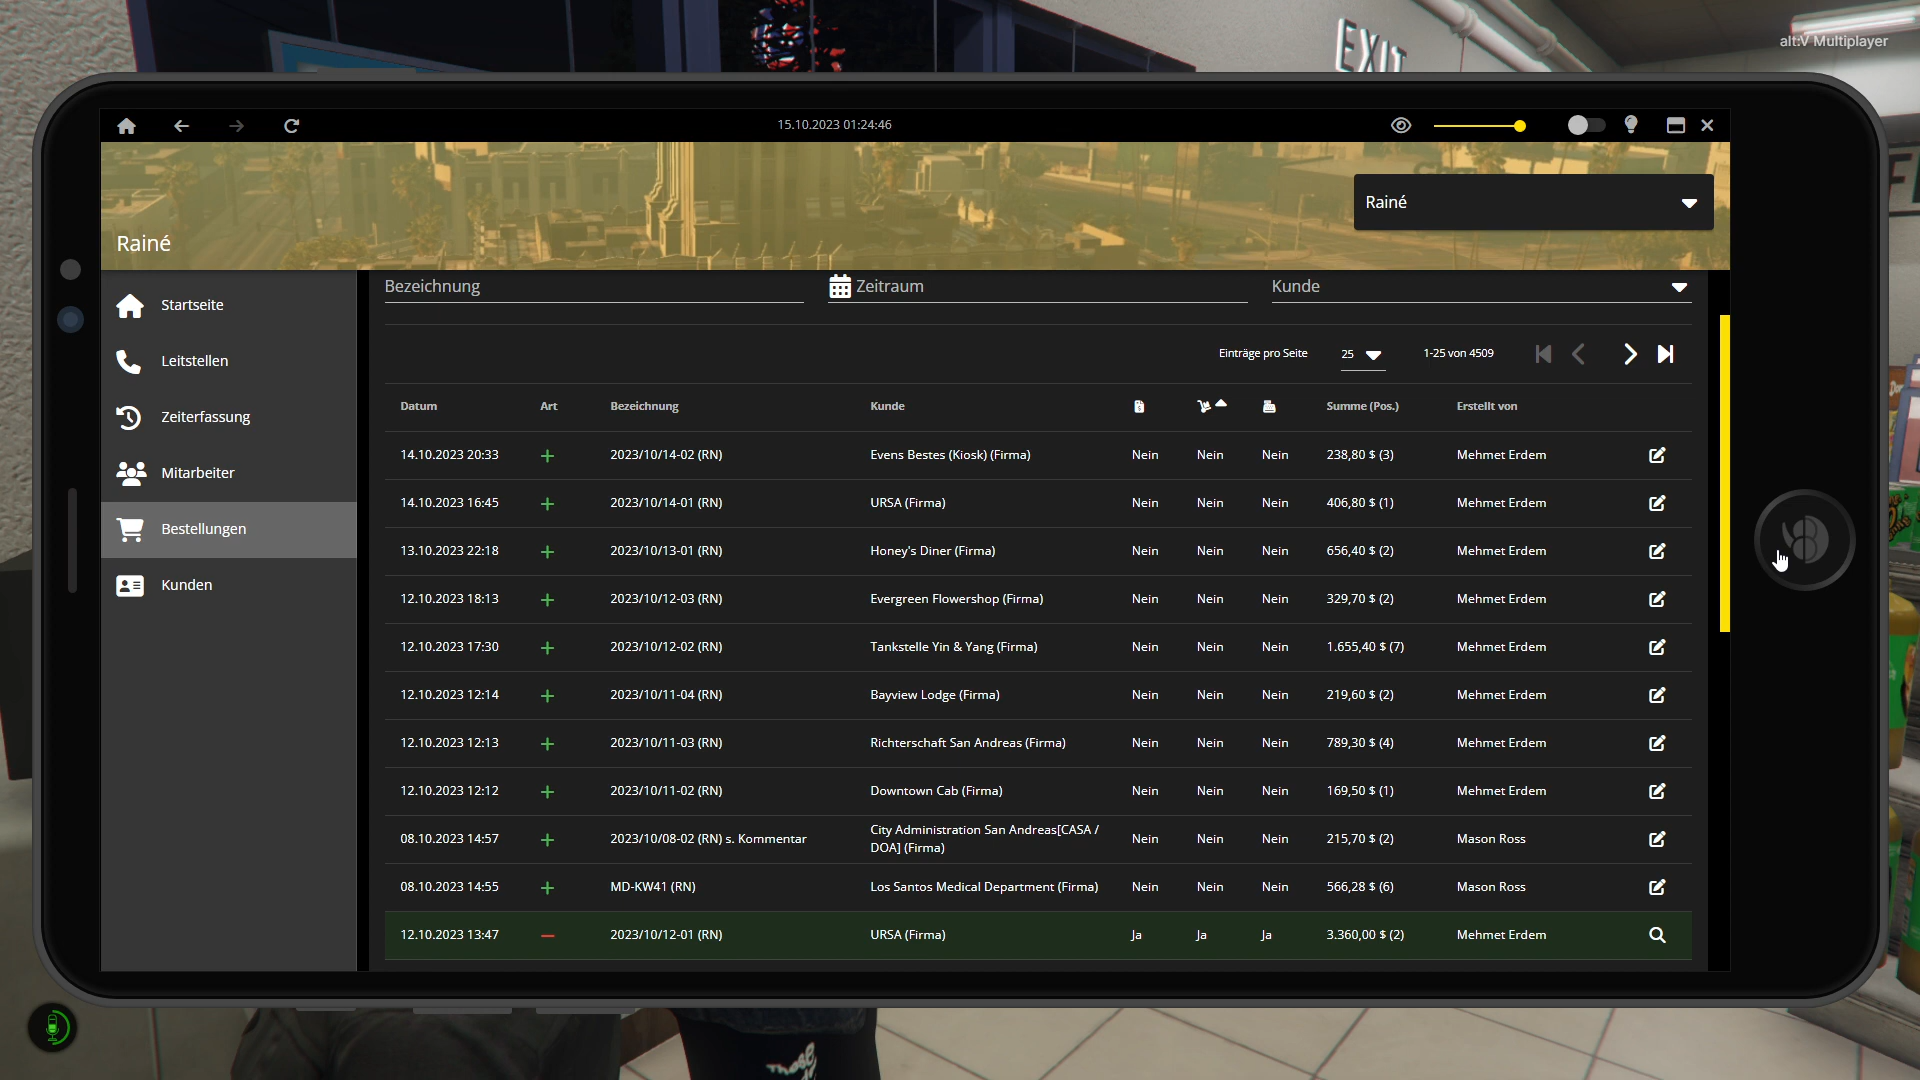 EXIT
alt:V Multiplayer
15.10.2023 01:24:46
Rainé
Rainé
Startseite
Leitstellen
Zeiterfassung
Mitarbeiter
Bestellungen
Kunden
Bezeichnung Zeitraum Kunde
Einträge pro Seite 25 1-25 von 4509
Datum Art Bezeichnung Kunde Summe (Pos.) Erstellt von
14.10.2023 20:33 + 2023/10/14-02 (RN) Evens Bestes (Kiosk) (Firma) Nein Nein Nein 238,80 $ (3) Mehmet Erdem
14.10.2023 16:45 + 2023/10/14-01 (RN) URSA (Firma) Nein Nein Nein 406,80 $ (1) Mehmet Erdem
13.10.2023 22:18 + 2023/10/13-01 (RN) Honey's Diner (Firma) Nein Nein Nein 656,40 $ (2) Mehmet Erdem
12.10.2023 18:13 + 2023/10/12-03 (RN) Evergreen Flowershop (Firma) Nein Nein Nein 329,70 $ (2) Mehmet Erdem
12.10.2023 17:30 + 2023/10/12-02 (RN) Tankstelle Yin & Yang (Firma) Nein Nein Nein 1.655,40 $ (7) Mehmet Erdem
12.10.2023 12:14 + 2023/10/11-04 (RN) Bayview Lodge (Firma) Nein Nein Nein 219,60 $ (2) Mehmet Erdem
12.10.2023 12:13 + 2023/10/11-03 (RN) Richterschaft San Andreas (Firma) Nein Nein Nein 789,30 $ (4) Mehmet Erdem
12.10.2023 12:12 + 2023/10/11-02 (RN) Downtown Cab (Firma) Nein Nein Nein 169,50 $ (1) Mehmet Erdem
08.10.2023 14:57 + 2023/10/08-02 (RN) s. Kommentar City Administration San Andreas[CASA /
DOA] (Firma) Nein Nein Nein 215,70 $ (2) Mason Ross
08.10.2023 14:55 + MD-KW41 (RN) Los Santos Medical Department (Firma) Nein Nein Nein 566,28 $ (6) Mason Ross
12.10.2023 13:47 − 2023/10/12-01 (RN) URSA (Firma) Ja Ja Ja 3.360,00 $ (2) Mehmet Erdem